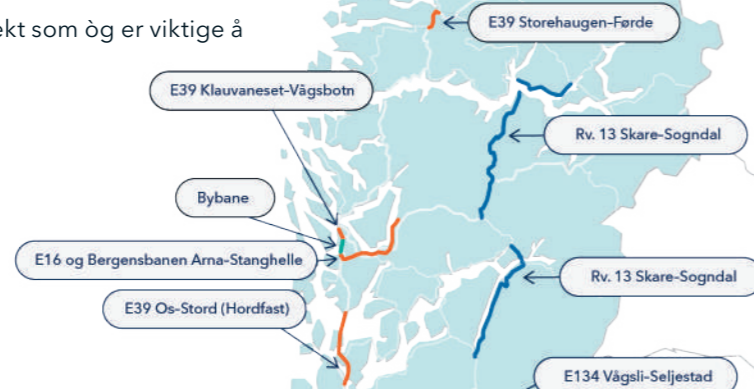 ekt som òg er viktige å
E39 Storehaugen-Førde
E39 Klauvaneset-Vågsbotn
Rv. 13 Skare-Sogndal
Bybane
E16 og Bergensbanen Arna-Stanghelle
Rv. 13 Skare-Sogndal
E39 Os-Stord (Hordfast)
E134 Vågsli-Seljestad